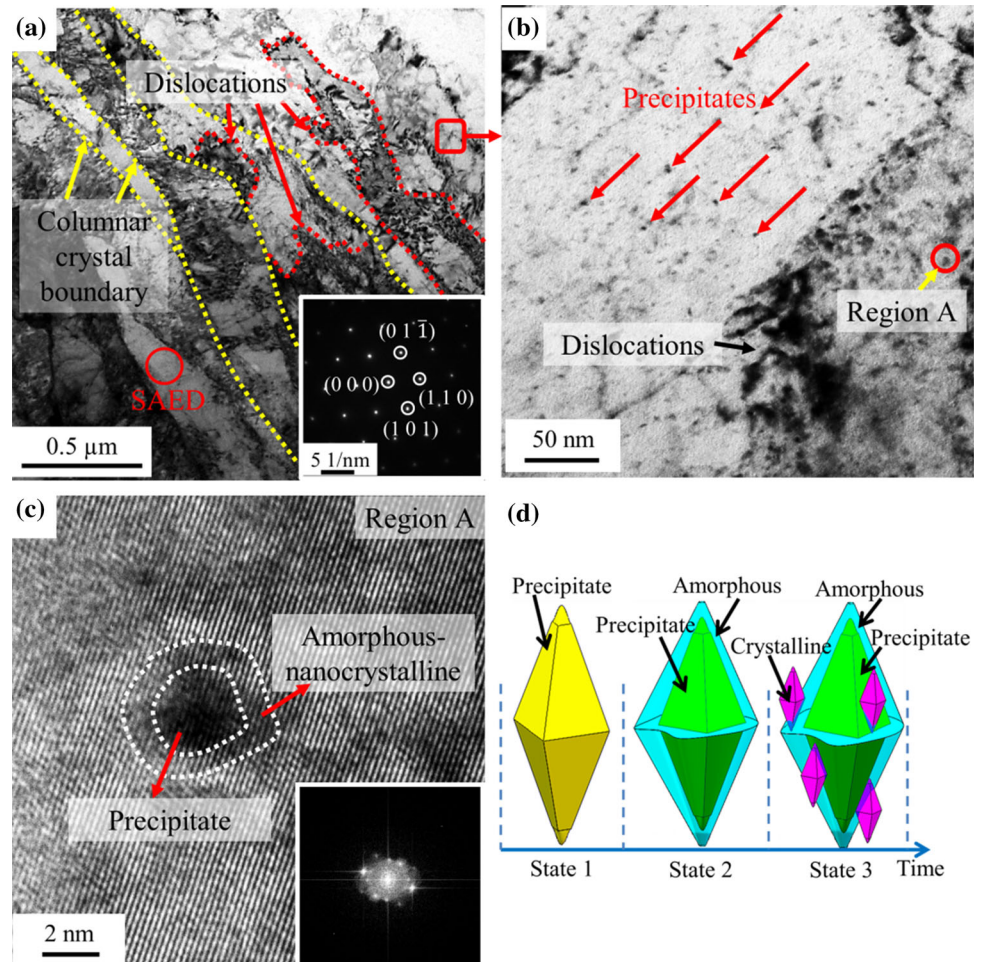 (a)
Dislocations
Columnar
crystal
boundary
SAED
0.5 µm
(0 1 1̄)
(0 0 0)
(1 1 0)
(1 0 1)
5 1/nm
(b)
Precipitates
Region A
Dislocations
50 nm
(c)
Region A
Amorphous-
nanocrystalline
Precipitate
2 nm
(d)
Precipitate
Amorphous
Precipitate
Amorphous
Crystalline
Precipitate
State 1
State 2
State 3
Time